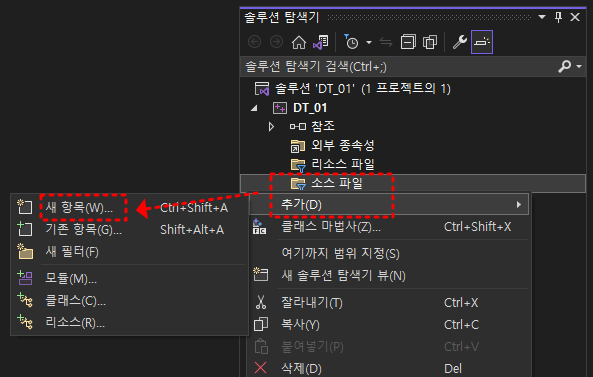 솔루션 탐색기
솔루션 탐색기 검색(Ctrl+;)
솔루션 'DT_01' (1 프로젝트의 1)
DT_01
참조
외부 종속성
리소스 파일
소스 파일
추가(D)
클래스 마법사(Z)... Ctrl+Shift+X
여기까지 범위 지정(S)
새 솔루션 탐색기 뷰(N)
잘라내기(T) Ctrl+X
복사(Y) Ctrl+C
붙여넣기(P) Ctrl+V
삭제(D) Del
새 항목(W)... Ctrl+Shift+A
기존 항목(G)... Shift+Alt+A
새 필터(F)
모듈(M)...
클래스(C)...
리소스(R)...